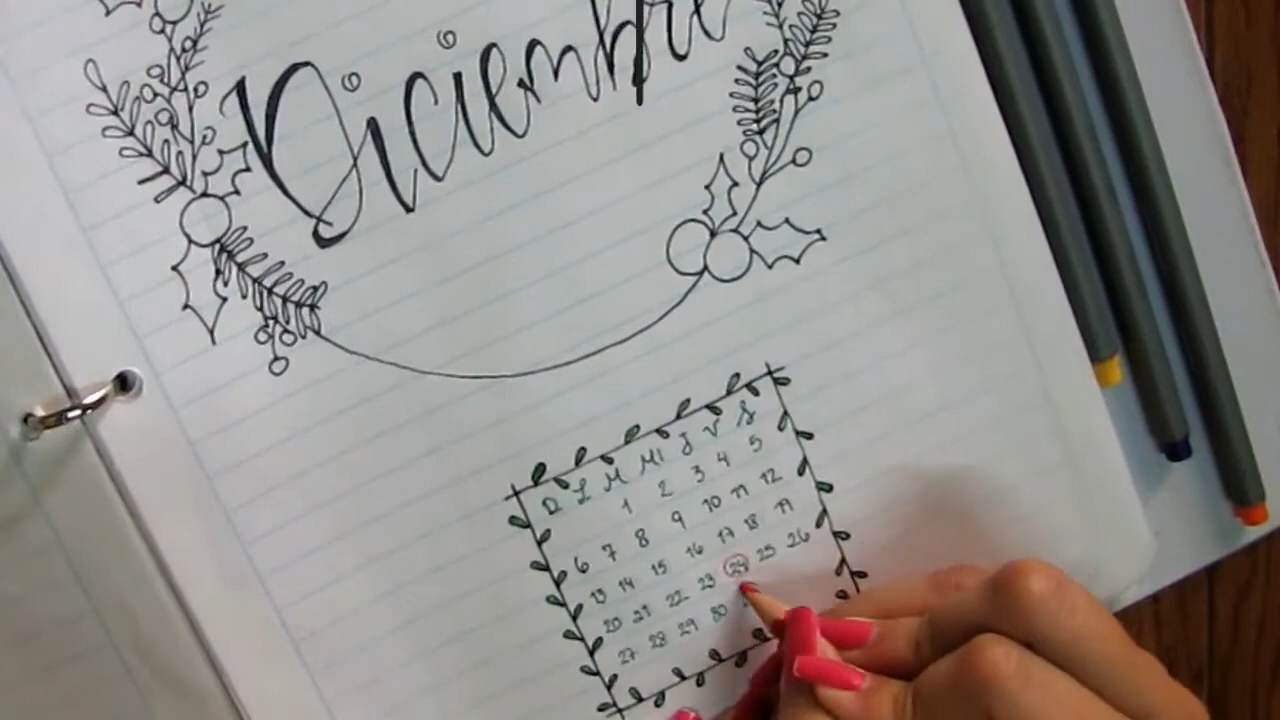 Diciembre
D L M MI J V S
1 2 3 4 5
6 7 8 9 10 11 12
13 14 15 16 17 18 19
20 21 22 23 24 25 26
27 28 29 30